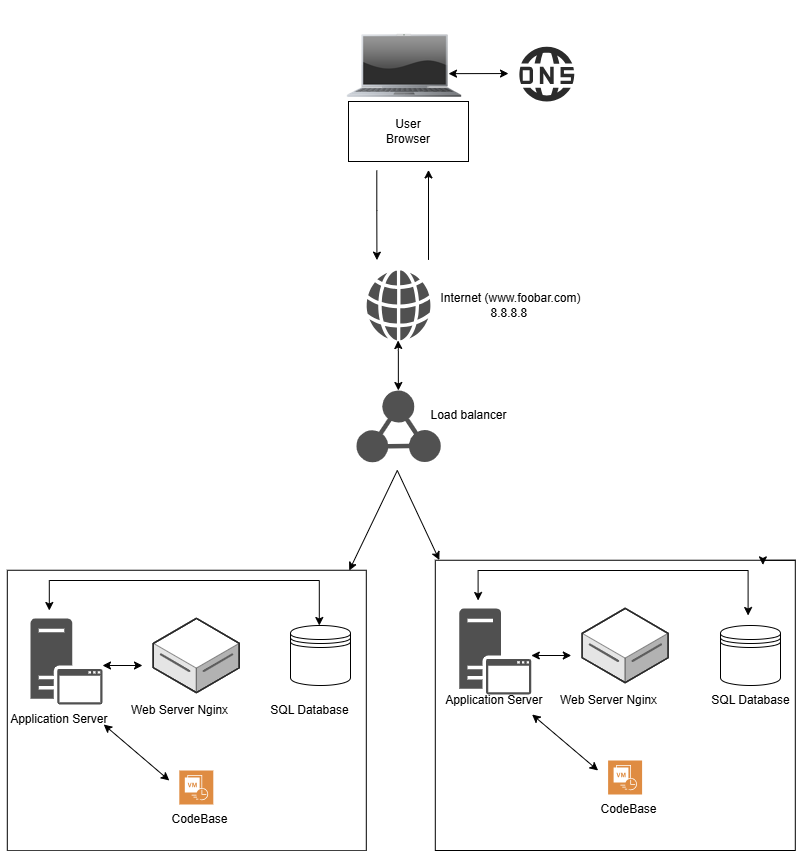 DNS
User
Browser
Internet (www.foobar.com)
8.8.8.8
Load balancer
Application Server
Web Server Nginx
SQL Database
VM
CodeBase
Application Server
Web Server Nginx
SQL Database
VM
CodeBase